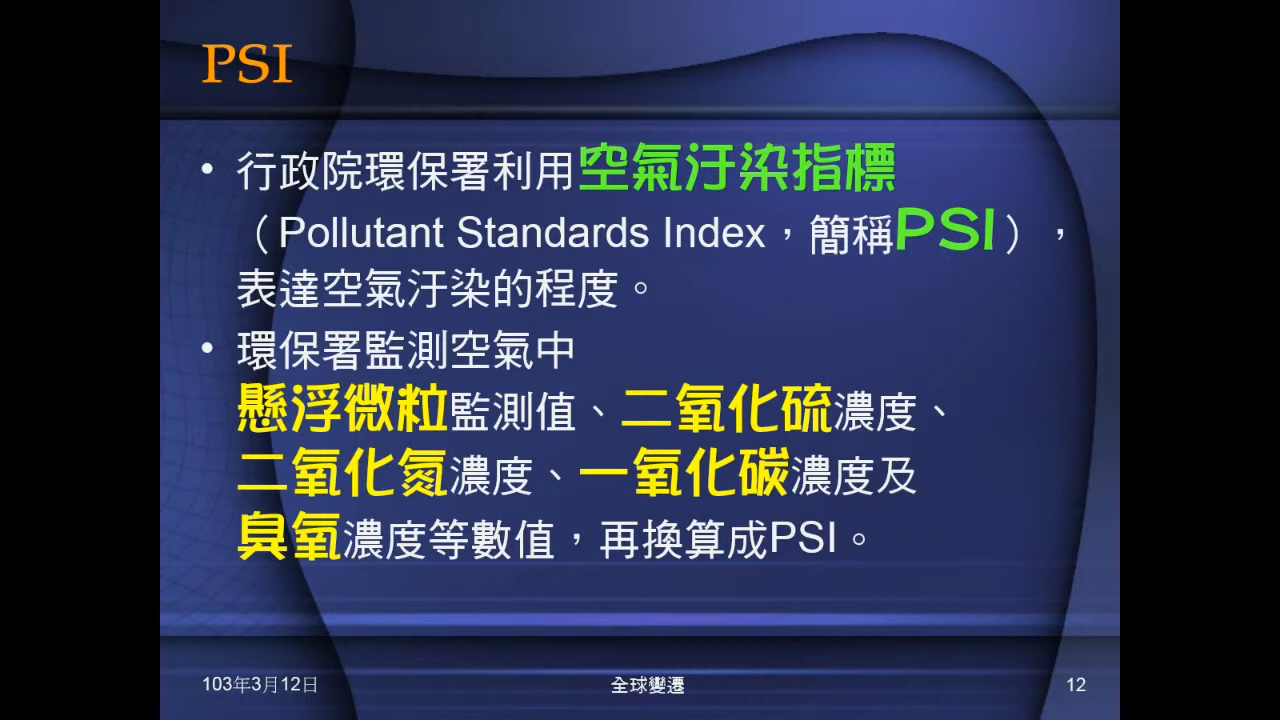 PSI
• 行政院環保署利用空氣汙染指標
（Pollutant Standards Index，簡稱PSI），
表達空氣汙染的程度。
• 環保署監測空氣中
懸浮微粒監測值、二氧化硫濃度、
二氧化氮濃度、一氧化碳濃度及
臭氧濃度等數值，再換算成PSI。
103年3月12日
全球變遷
12